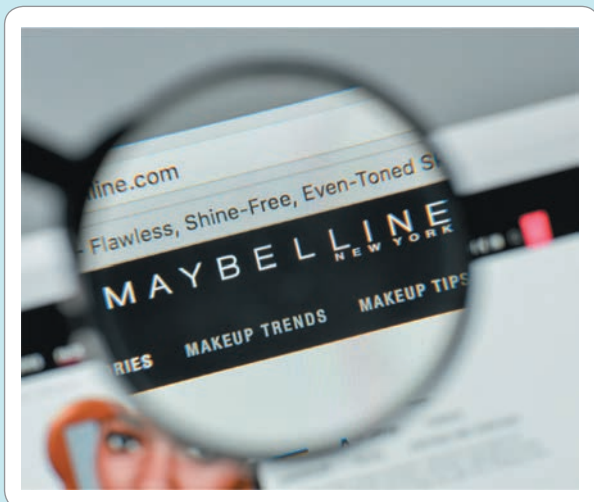 line.com
- Flawless, Shine-Free, Even-Toned S
MAYBELLINE
NEW YORK
RIES MAKEUP TRENDS MAKEUP TIPS